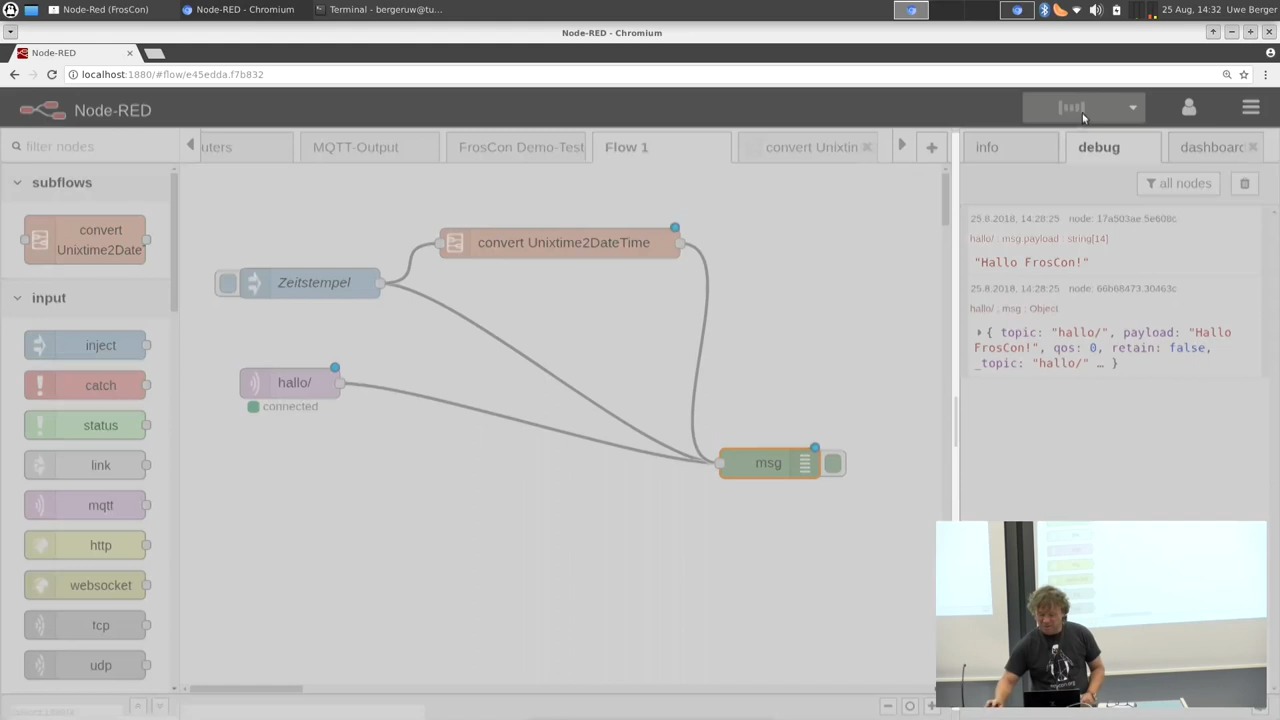 Node-Red (FrosCon)
Node-RED - Chromium
Terminal - bergeruw@tu...
25 Aug, 14:32
Uwe Berger
Node-RED - Chromium
Node-RED
localhost:1880/#flow/e45edda.f7b832
Node-RED
filter nodes
uters
MQTT-Output
FrosCon Demo-Test
Flow 1
convert Unixtin
info
debug
dashboard
all nodes
subflows
convert
Unixtime2Date
input
inject
catch
status
link
mqtt
http
websocket
tcp
udp
convert Unixtime2DateTime
Zeitstempel
hallo/
connected
msg
25.8.2018, 14:28:25 node: 17a503ae.5e608c
hallo/ : msg.payload : string[14]
"Hallo FrosCon!"
25.8.2018, 14:28:25 node: 66b68473.30463c
hallo/ : msg : Object
{ topic: "hallo/", payload: "Hallo
FrosCon!", qos: 0, retain: false,
_topic: "hallo/" … }